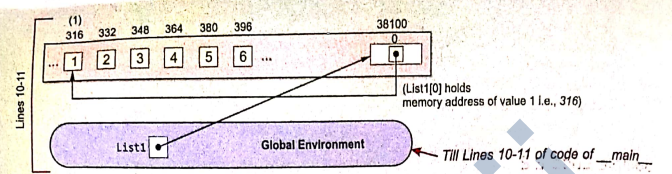 (1)
316 332 348 364 380 396 38100
0
... 1 2 3 4 5 6 ...
Lines 10-11
(List1[0] holds
memory address of value 1 i.e., 316)
List1 Global Environment
Till Lines 10-11 of code of __main__